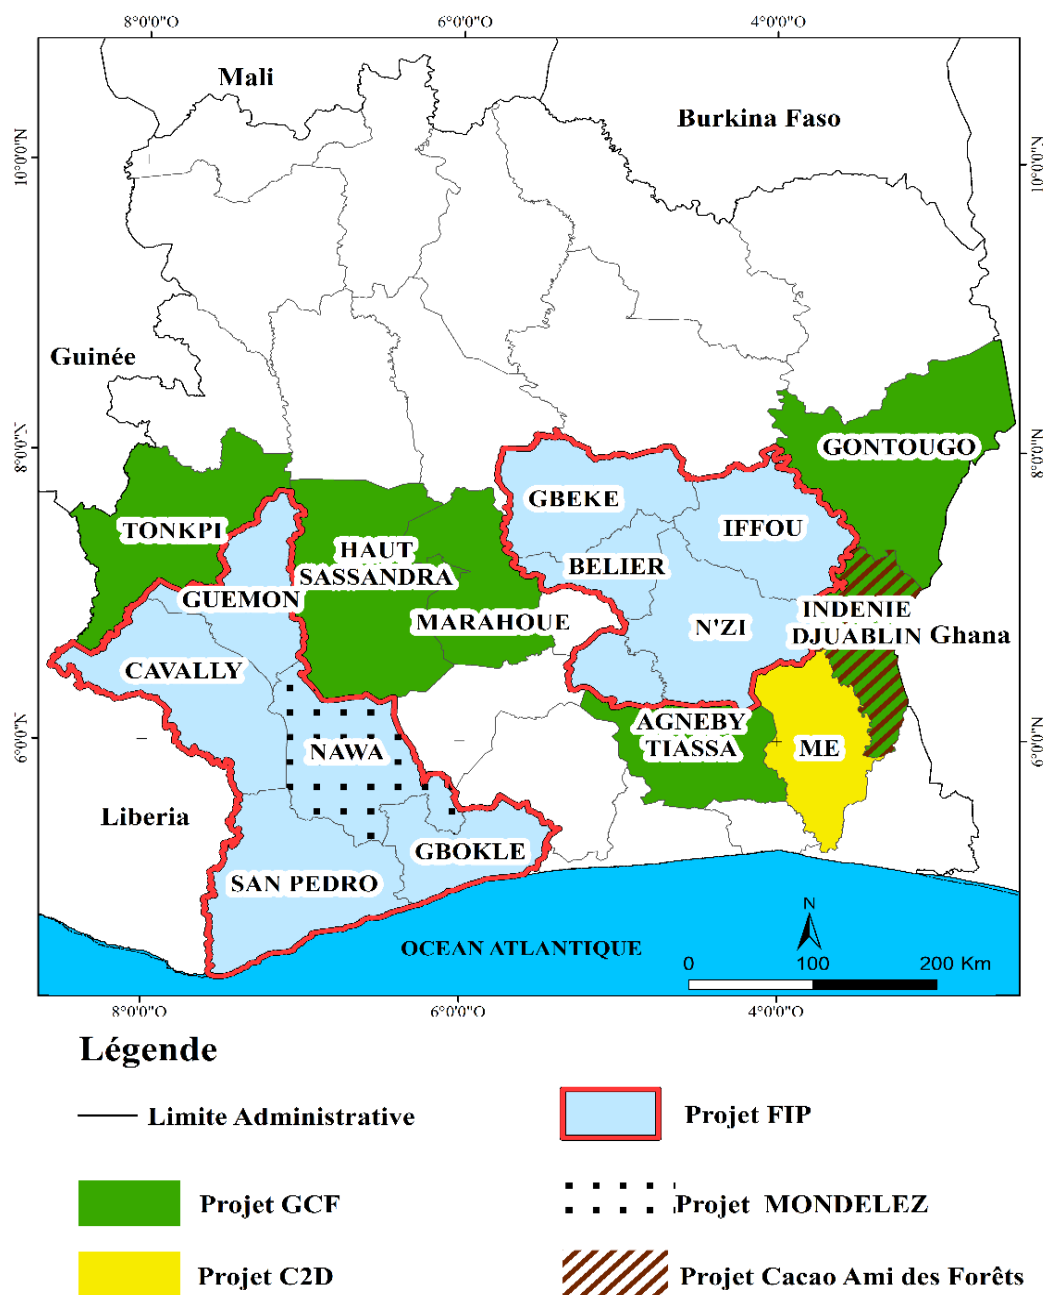 8°0'0"O 6°0'0"O 4°0'0"O
Mali
Burkina Faso
10°0'0"N 10°0'0"N
Guinée
GONTOUGO
8°0'0"N 8°0'0"N
GBEKE
TONKPI
IFFOU
HAUT
SASSANDRA
BELIER
GUEMON
MARAHOUE
N'ZI
INDENIE
DJUABLIN
Ghana
CAVALLY
AGNEBY
TIASSA
ME
NAWA
6°0'0"N 6°0'0"N
Liberia
GBOKLE
SAN PEDRO
N
OCEAN ATLANTIQUE
0 100 200 Km
8°0'0"O 6°0'0"O 4°0'0"O
Légende
Limite Administrative
Projet FIP
Projet GCF
Projet MONDELEZ
Projet C2D
Projet Cacao Ami des Forêts